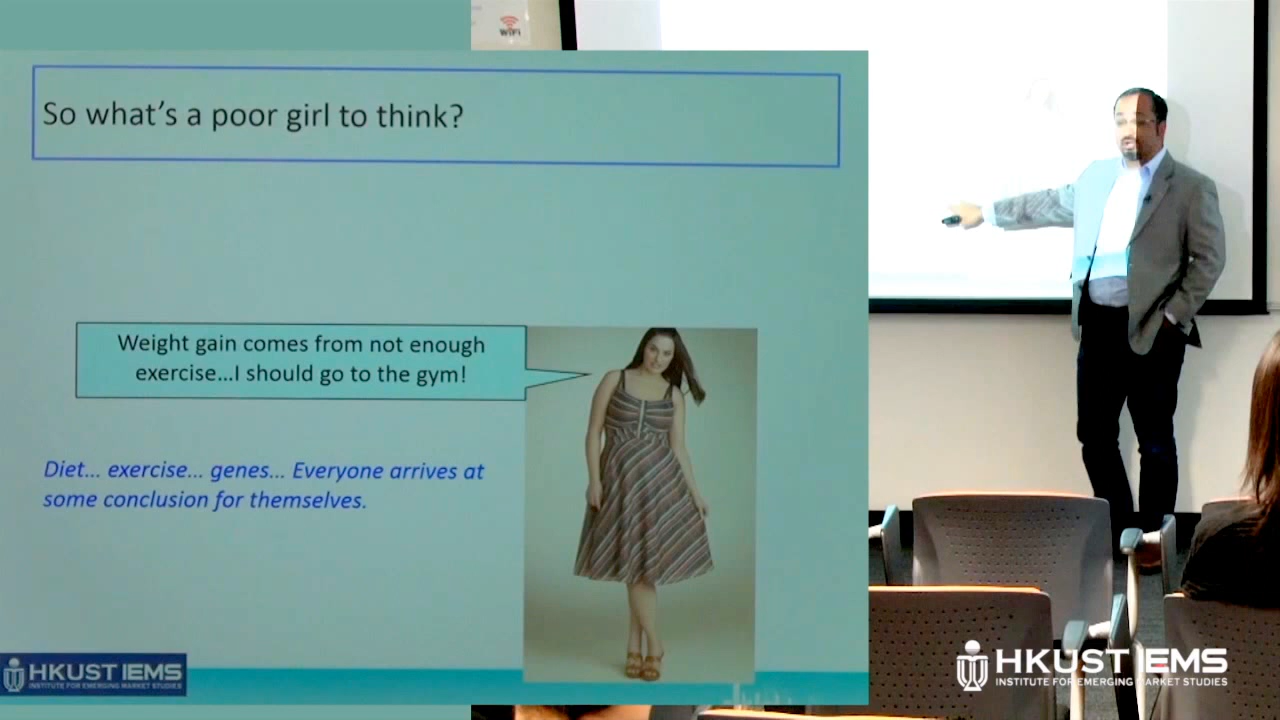 WiFi
So what's a poor girl to think?
Weight gain comes from not enough
exercise...I should go to the gym!
Diet... exercise... genes... Everyone arrives at
some conclusion for themselves.
HKUST IEMS
INSTITUTE FOR EMERGING MARKET STUDIES
HKUST IEMS
INSTITUTE FOR EMERGING MARKET STUDIES